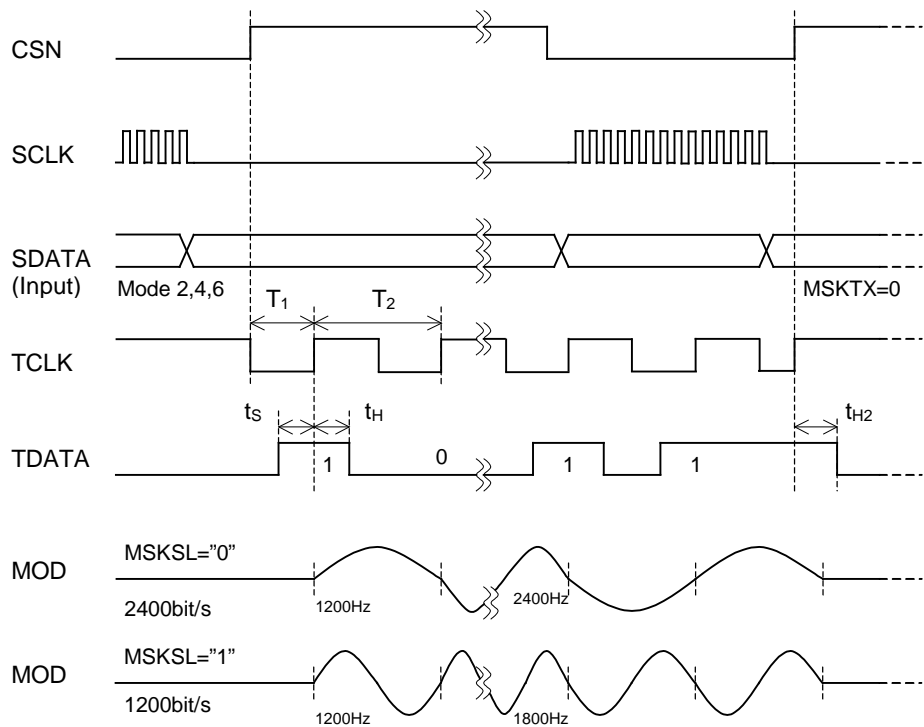 CSN
SCLK
SDATA
(Input)
Mode 2,4,6
MSKTX=0
T1
T2
TCLK
tS
tH
tH2
TDATA
1
0
1
1
MOD
MSKSL=”0”
2400bit/s
1200Hz
2400Hz
MOD
MSKSL=”1”
1200bit/s
1200Hz
1800Hz